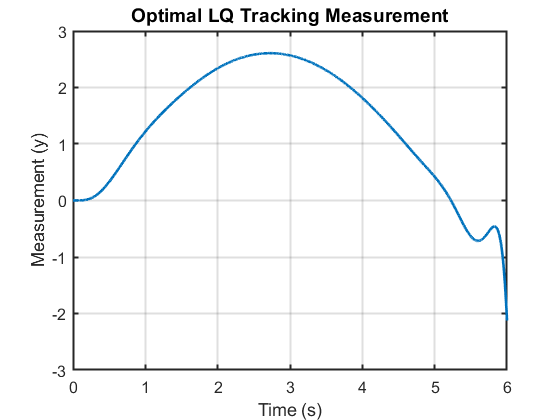 Optimal LQ Tracking Measurement
3
2
1
0
-1
-2
-3
Measurement (y)
0 1 2 3 4 5 6
Time (s)